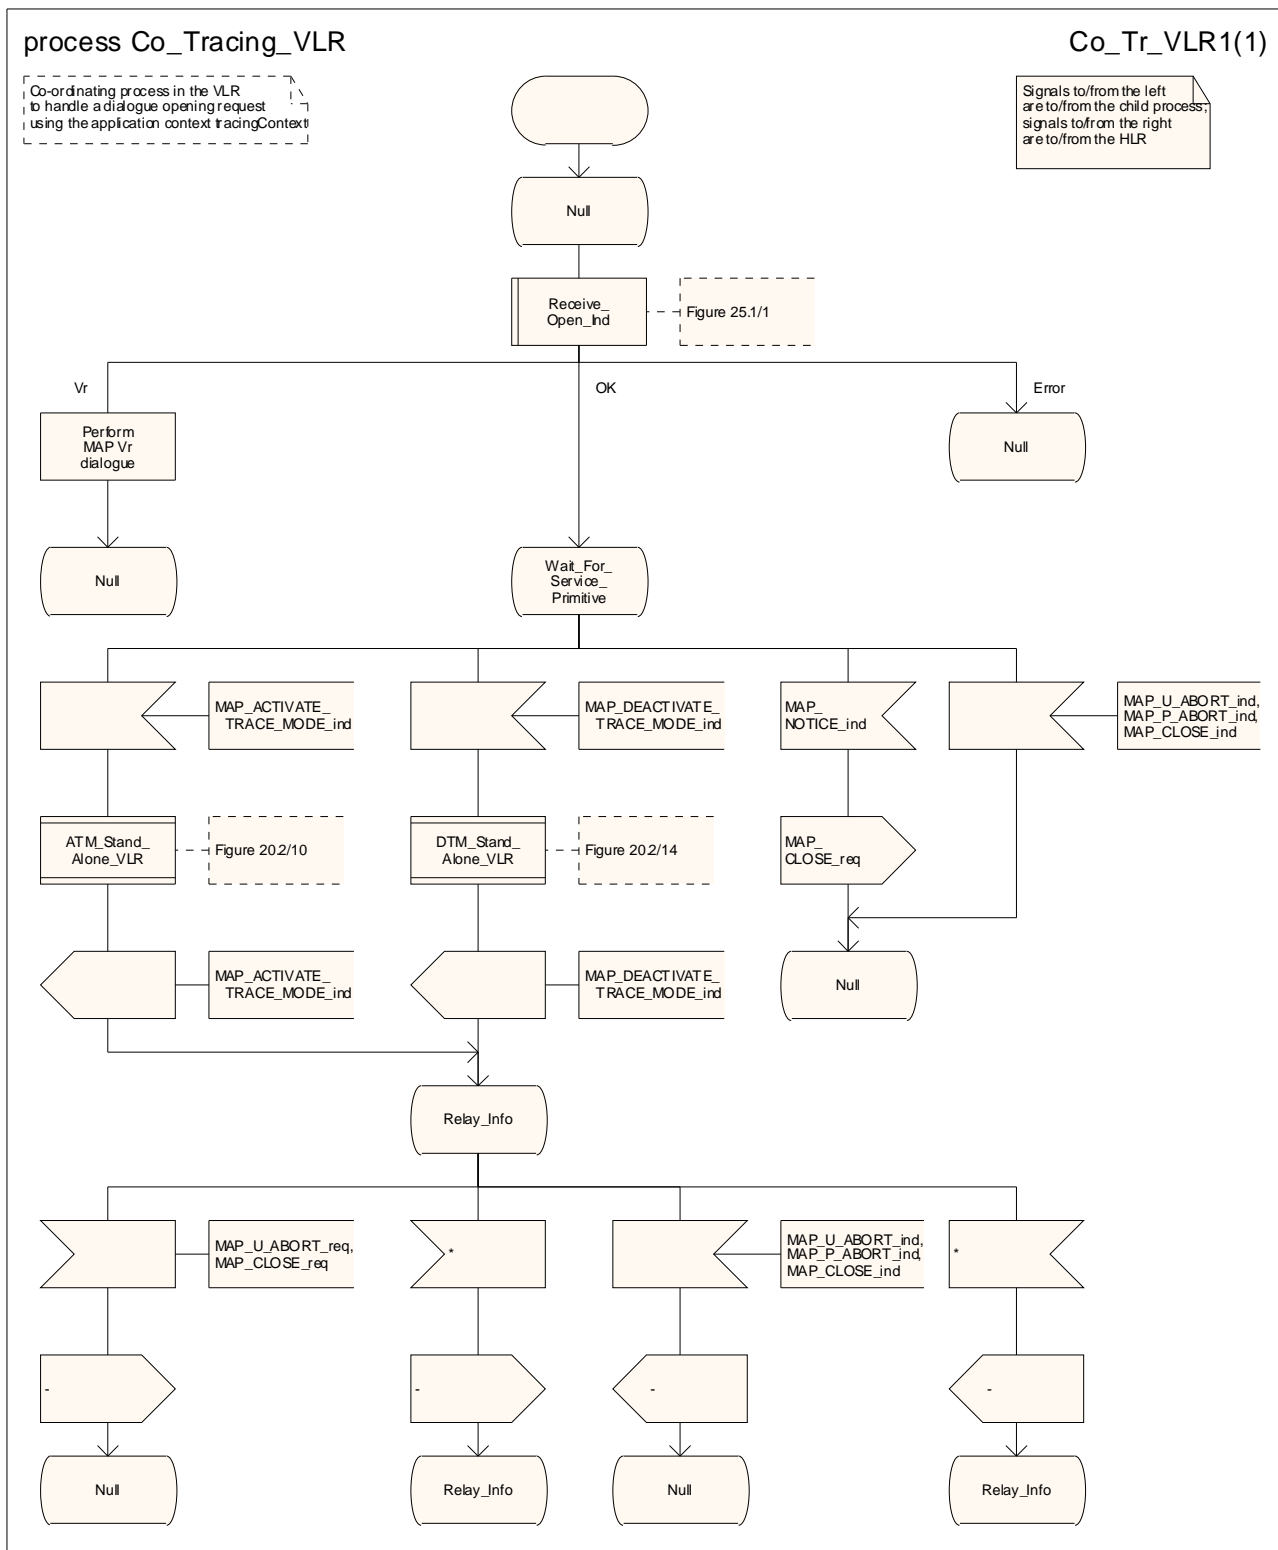 process Co_Tracing_VLR
Co_Tr_VLR1(1)
Co-ordinating process in the VLR
to handle a dialogue opening request
using the application context tracingContext
Signals to/from the left
are to/from the child process;
signals to/from the right
are to/from the HLR
Null
Receive_
Open_Ind
Figure 25.1/1
Vr
OK
Error
Perform
MAP Vr
dialogue
Null
Null
Wait_For_
Service_
Primitive
MAP_ACTIVATE_
TRACE_MODE_ind
MAP_DEACTIVATE_
TRACE_MODE_ind
MAP_
NOTICE_ind
MAP_U_ABORT_ind,
MAP_P_ABORT_ind,
MAP_CLOSE_ind
ATM_Stand_
Alone_VLR
Figure 20.2/10
DTM_Stand_
Alone_VLR
Figure 20.2/14
MAP_
CLOSE_req
MAP_ACTIVATE_
TRACE_MODE_ind
MAP_DEACTIVATE_
TRACE_MODE_ind
Null
Relay_Info
MAP_U_ABORT_req,
MAP_CLOSE_req
*
MAP_U_ABORT_ind,
MAP_P_ABORT_ind,
MAP_CLOSE_ind
*
-
-
-
-
Null
Relay_Info
Null
Relay_Info